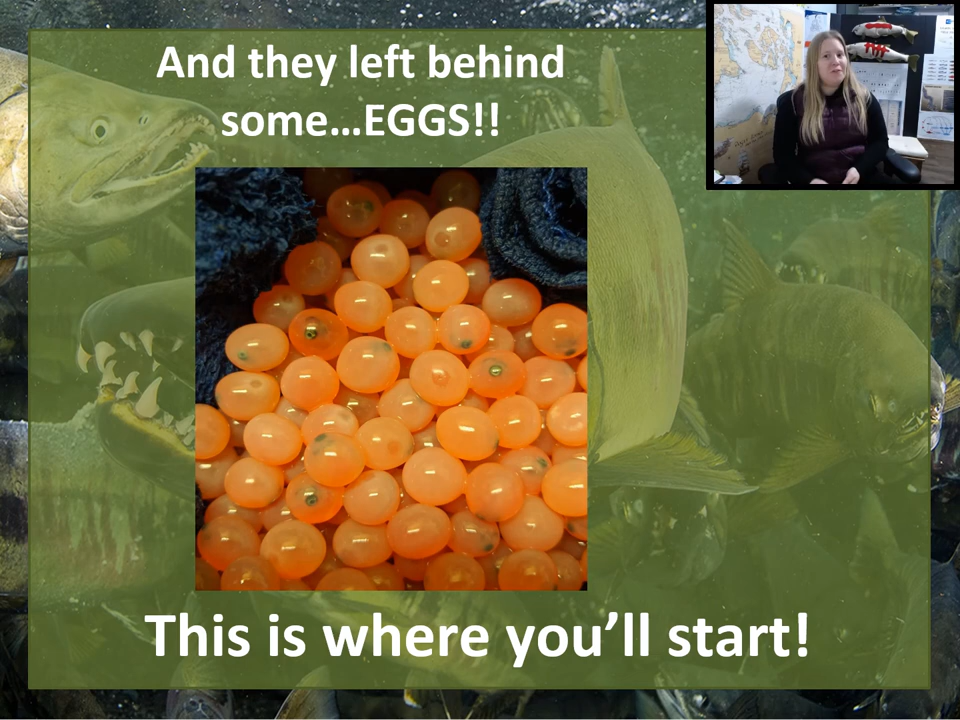 And they left behind
some...EGGS!!
This is where you'll start!